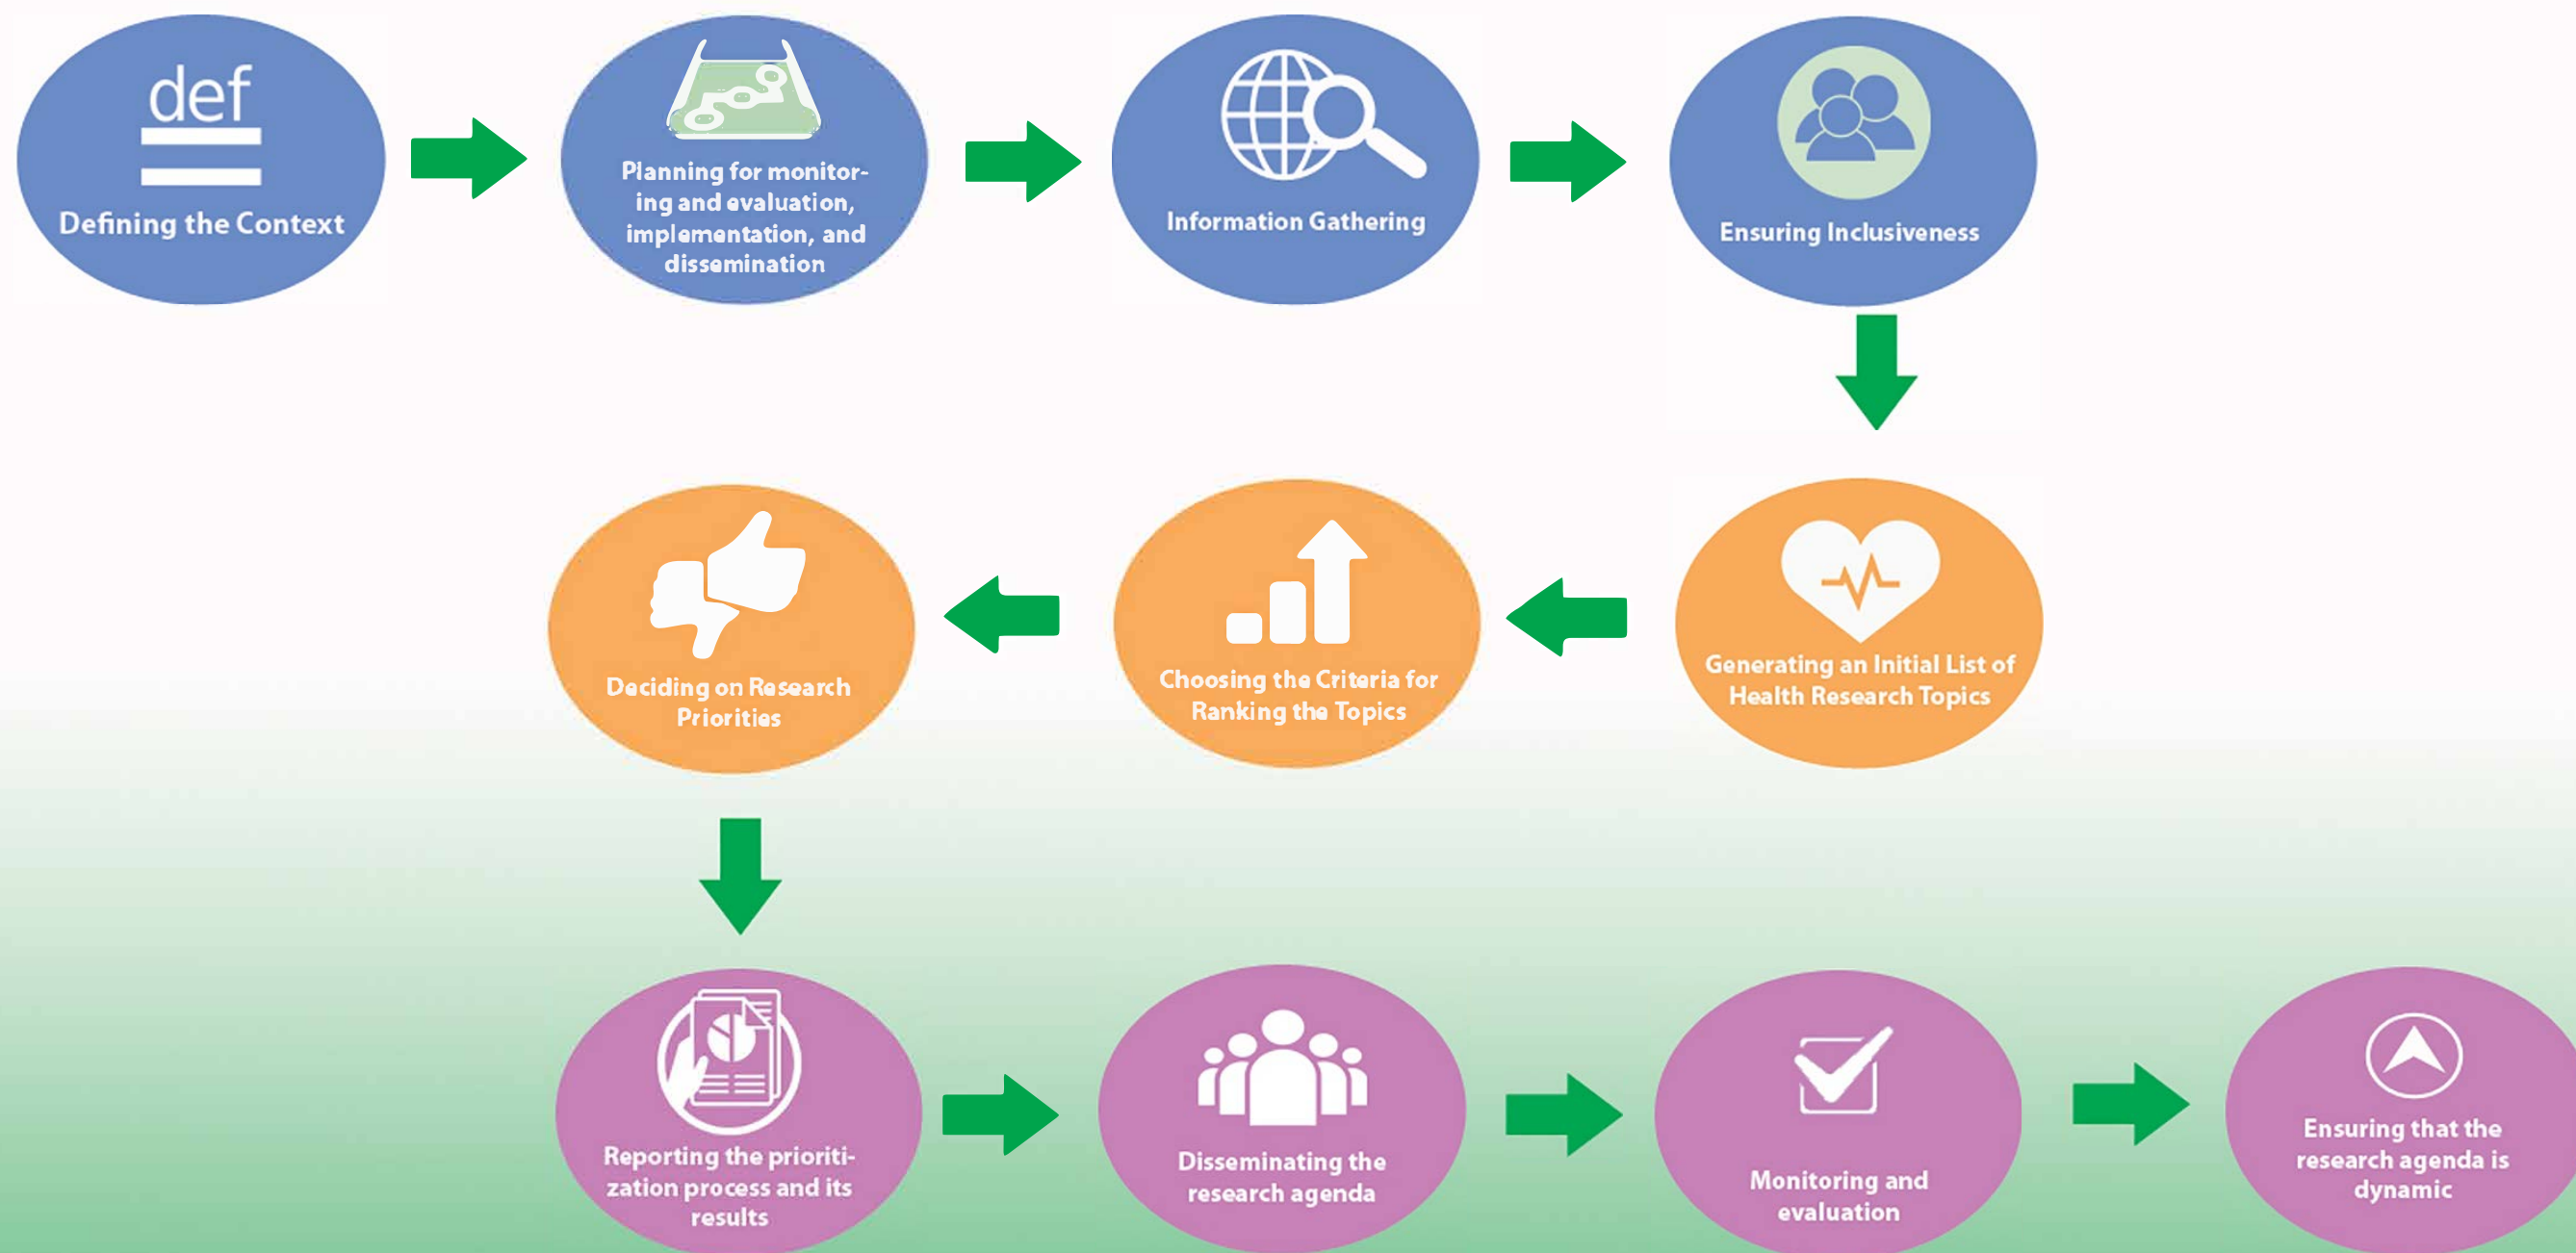 def
Defining the Context
Planning for monitor-
ing and evaluation,
implementation, and
dissemination
Information Gathering
Ensuring Inclusiveness
Generating an Initial List of
Health Research Topics
Choosing the Criteria for
Ranking the Topics
Deciding on Research
Priorities
Reporting the prioriti-
zation process and its
results
Disseminating the
research agenda
Monitoring and
evaluation
Ensuring that the
research agenda is
dynamic